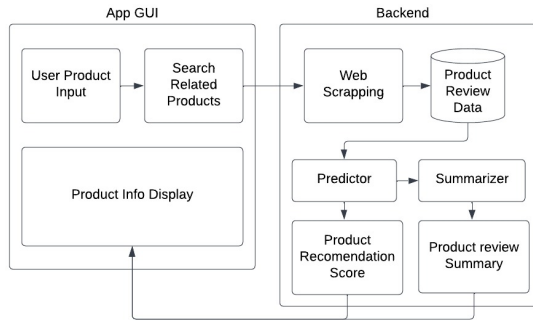 App GUI
Backend
User Product
Input
Search
Related
Products
Web
Scrapping
Product
Review
Data
Product Info Display
Predictor
Summarizer
Product
Recomendation
Score
Product review
Summary